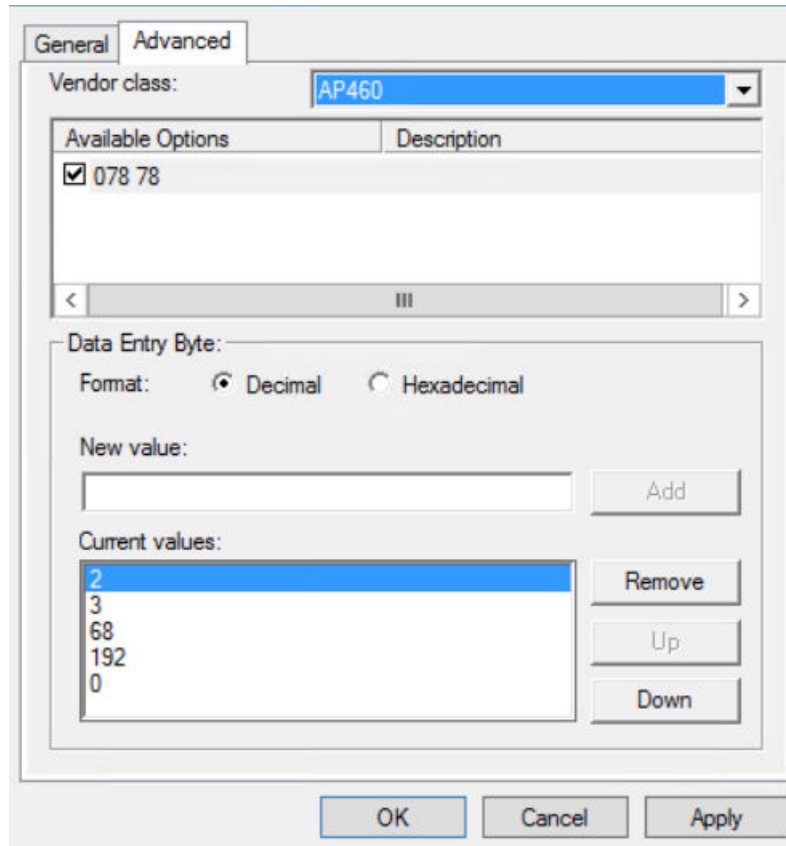 General Advanced
Vendor class: AP460
Available Options Description
078 78
Data Entry Byte:
Format: Decimal Hexadecimal
New value:
Add
Current values:
2
Remove
3
68
Up
192
0
Down
OK Cancel Apply